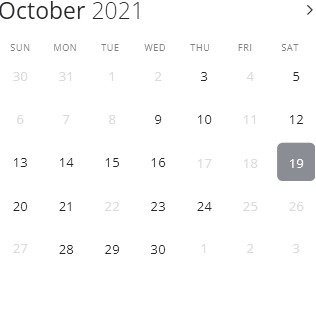 October 2021
SUN MON TUE WED THU FRI SAT
30 31 1 2 3 4 5
6 7 8 9 10 11 12
13 14 15 16 17 18 19
20 21 22 23 24 25 26
27 28 29 30 1 2 3